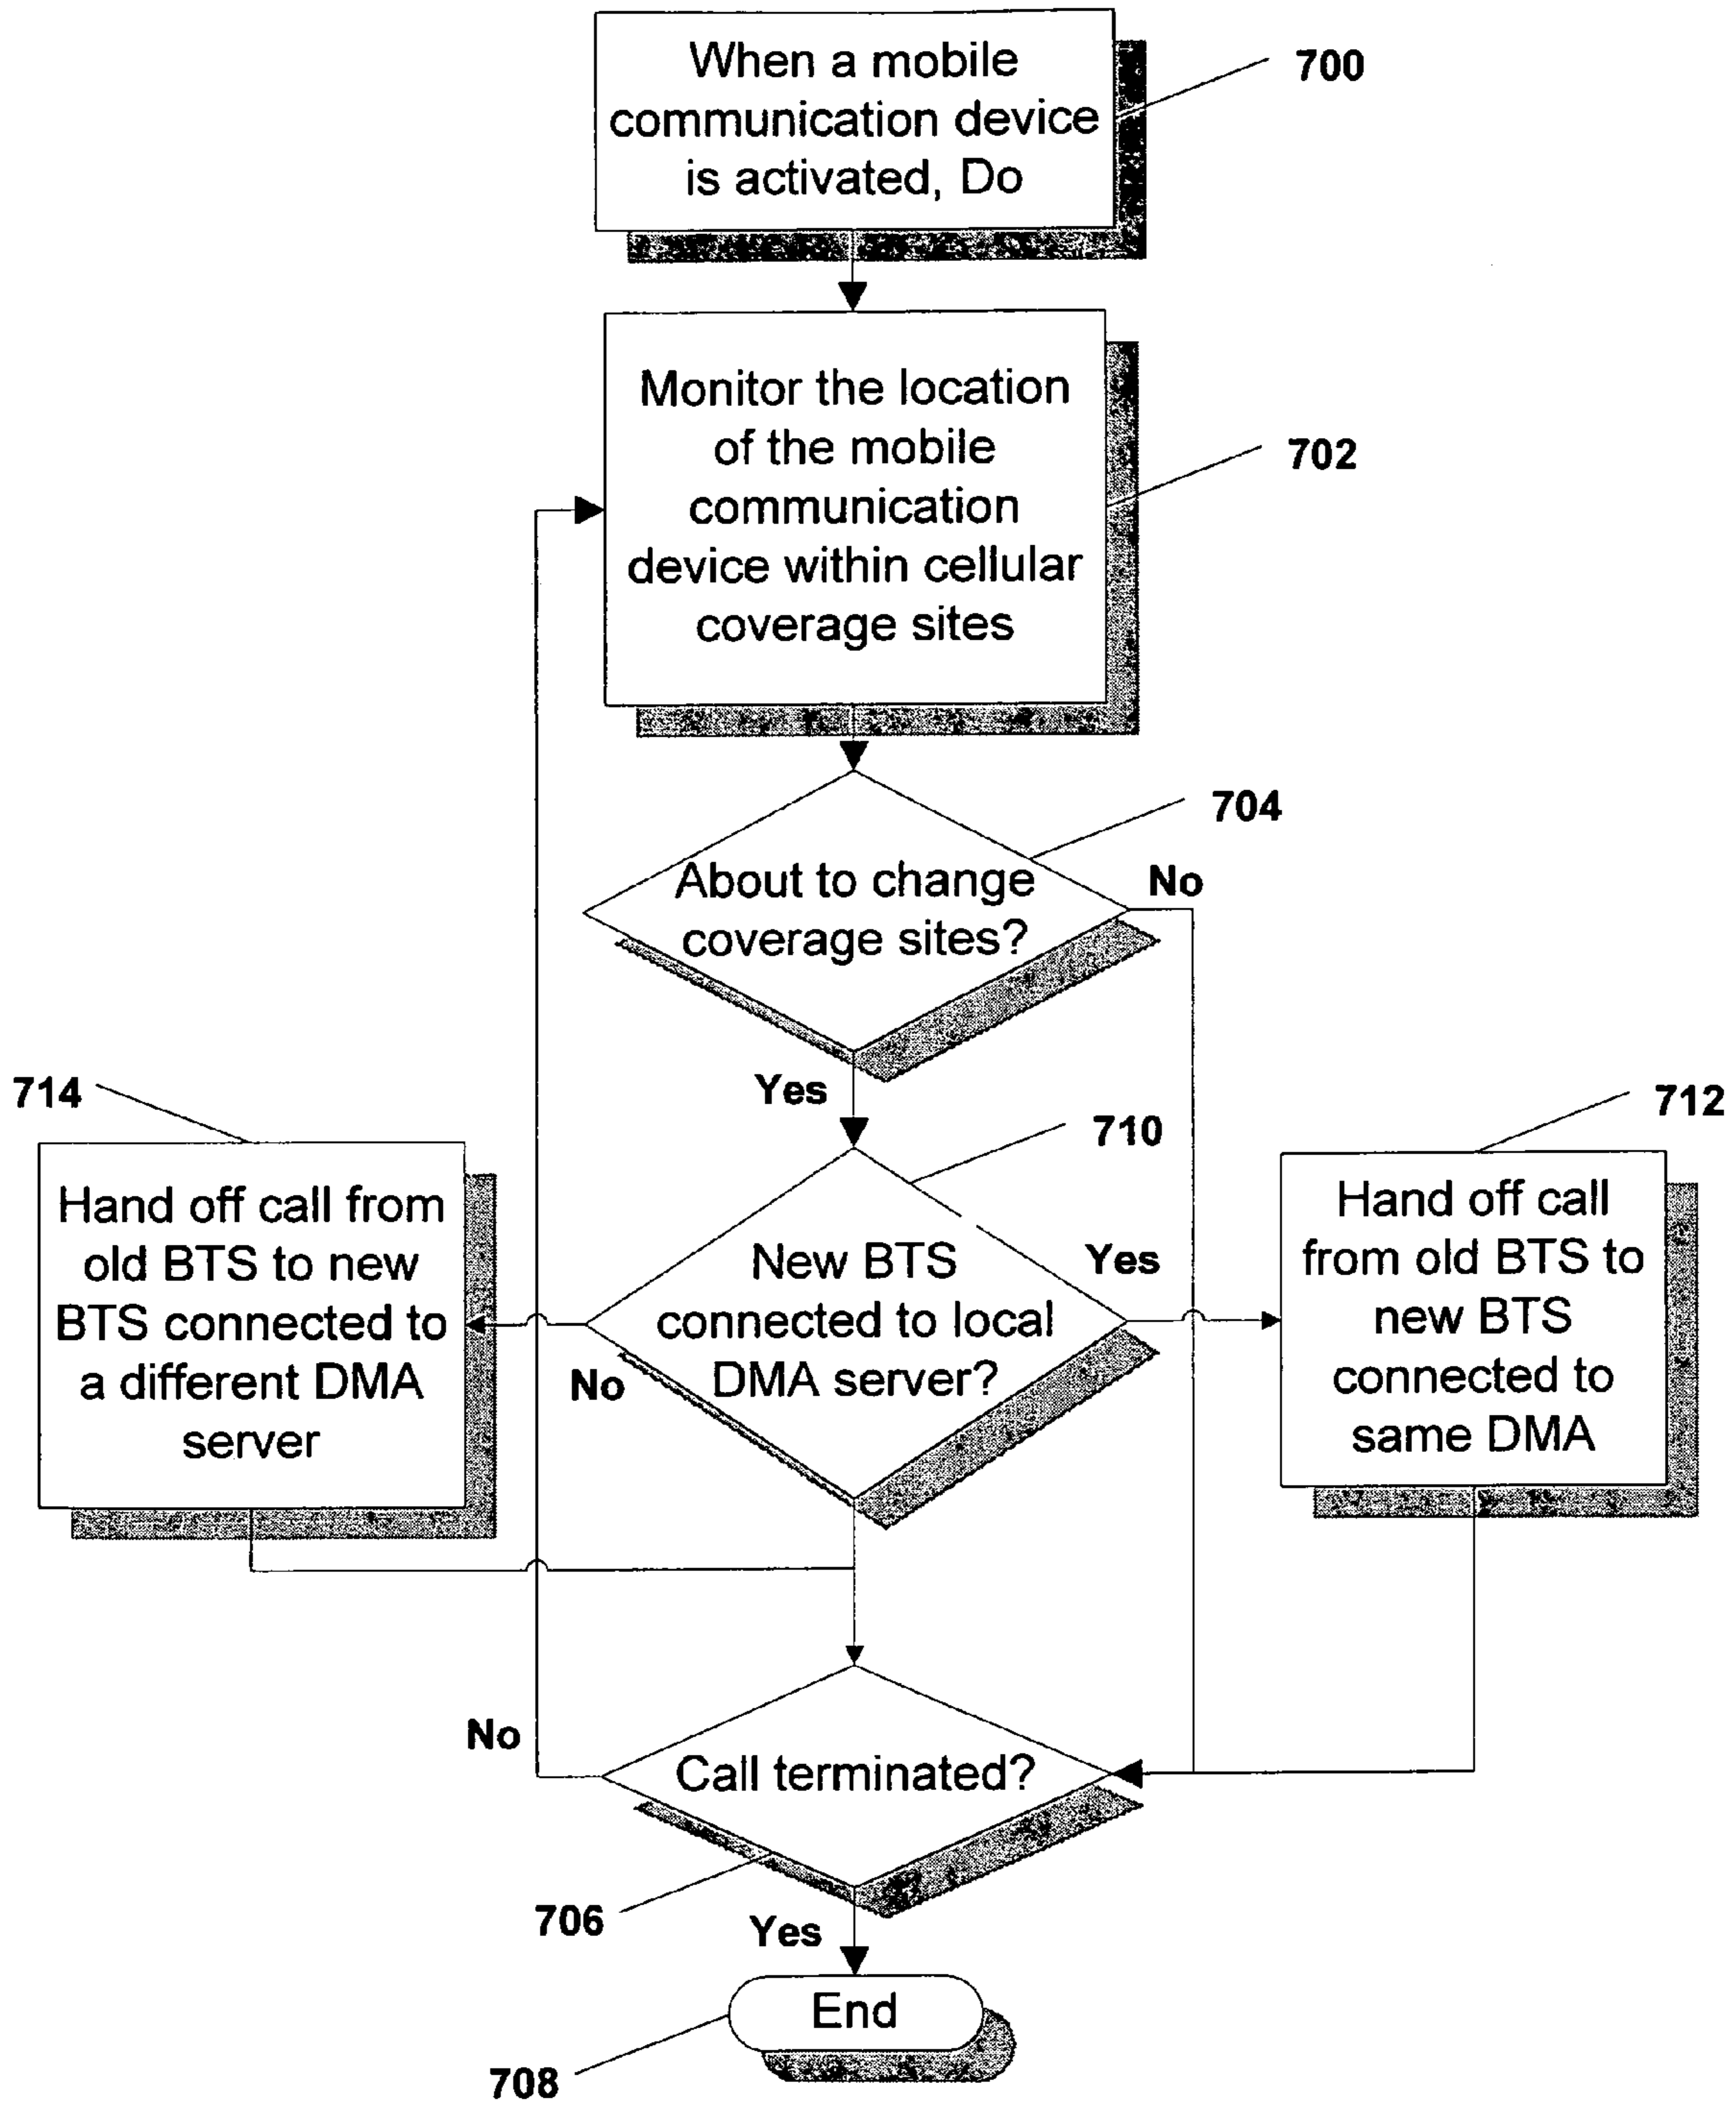 When a mobile
communication device
is activated, Do
700
Monitor the location
of the mobile
communication
device within cellular
coverage sites
702
704
About to change
coverage sites?
No
Yes
714
Hand off call from
old BTS to new
BTS connected to
a different DMA
server
710
New BTS
connected to local
DMA server?
Yes
No
712
Hand off call
from old BTS to
new BTS
connected to
same DMA
No
Call terminated?
706
Yes
End
708